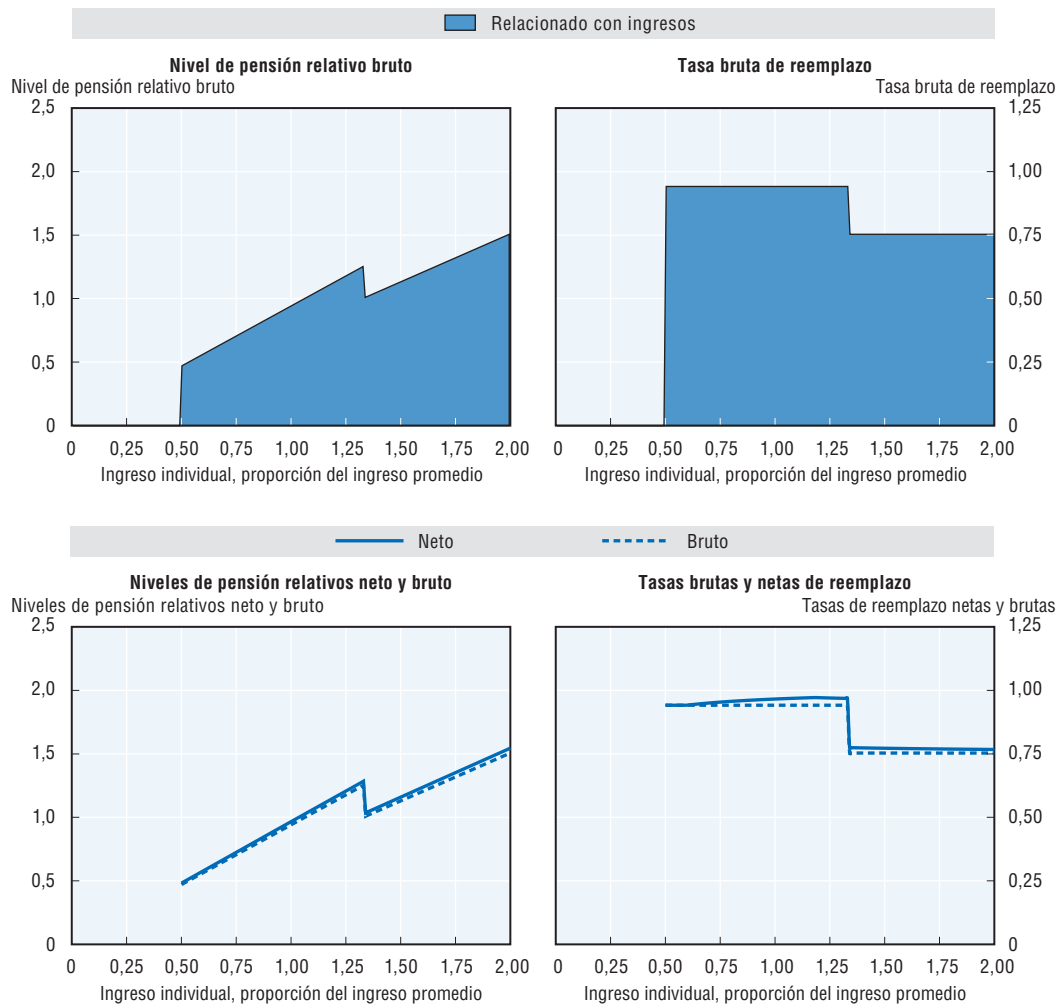 Relacionado con ingresos
Nivel de pensión relativo bruto
Nivel de pensión relativo bruto
2,5
2,0
1,5
1,0
0,5
0
0 0,25 0,50 0,75 1,00 1,25 1,50 1,75 2,00
Ingreso individual, proporción del ingreso promedio
Tasa bruta de reemplazo
Tasa bruta de reemplazo
1,25
1,00
0,75
0,50
0,25
0
0 0,25 0,50 0,75 1,00 1,25 1,50 1,75 2,00
Ingreso individual, proporción del ingreso promedio
Neto Bruto
Niveles de pensión relativos neto y bruto
Niveles de pensión relativos neto y bruto
2,5
2,0
1,5
1,0
0,5
0
0 0,25 0,50 0,75 1,00 1,25 1,50 1,75 2,00
Ingreso individual, proporción del ingreso promedio
Tasas brutas y netas de reemplazo
Tasas de reemplazo netas y brutas
1,25
1,00
0,75
0,50
0,25
0
0 0,25 0,50 0,75 1,00 1,25 1,50 1,75 2,00
Ingreso individual, proporción del ingreso promedio